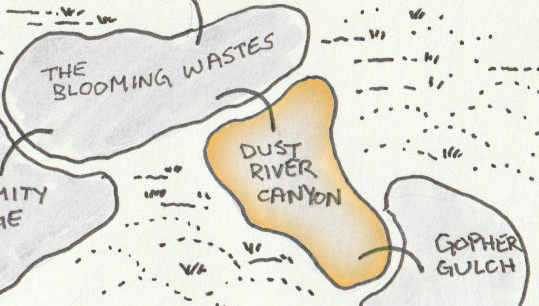 THE
BLOOMING WASTES
DUST
RIVER
CANYON
GOPHER
GULCH